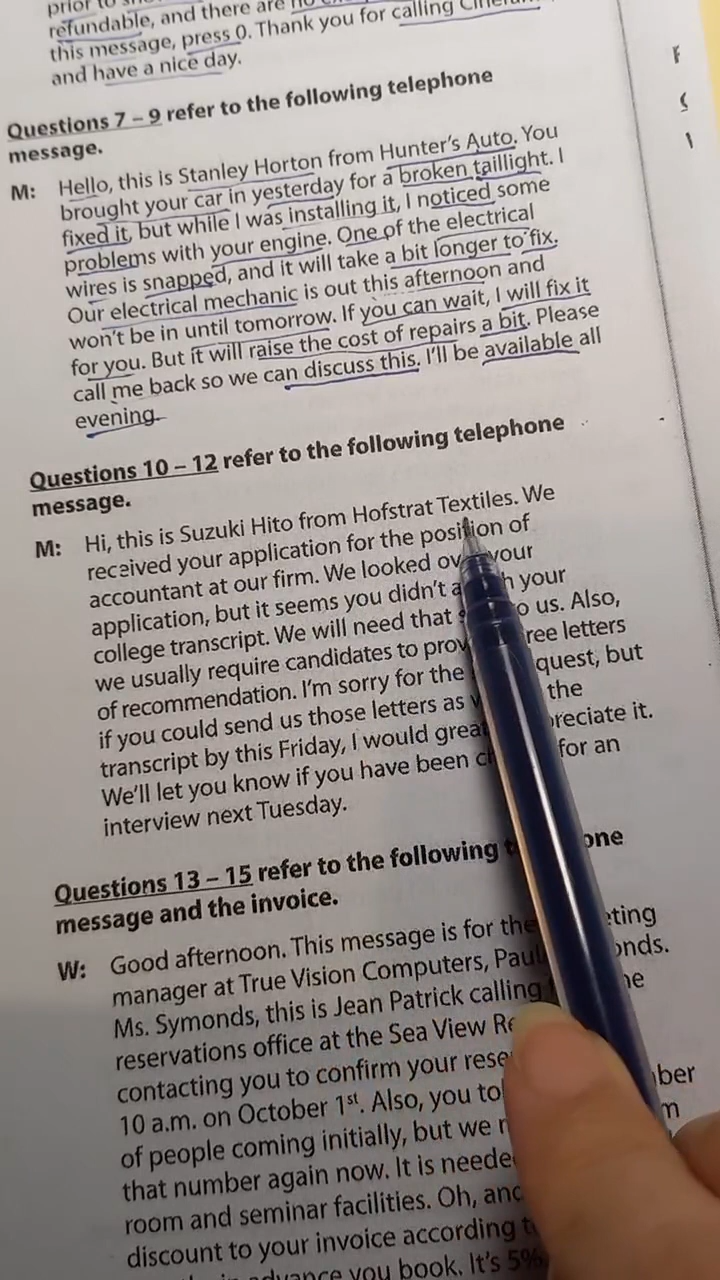 prior to
refundable, and there are no
this message, press 0. Thank you for calling
and have a nice day.
Questions 7 – 9 refer to the following telephone
message.
M: Hello, this is Stanley Horton from Hunter's Auto. You
brought your car in yesterday for a broken taillight. I
fixed it, but while I was installing it, I noticed some
problems with your engine. One of the electrical
wires is snapped, and it will take a bit longer to fix.
Our electrical mechanic is out this afternoon and
won't be in until tomorrow. If you can wait, I will fix it
for you. But it will raise the cost of repairs a bit. Please
call me back so we can discuss this. I'll be available all
evening.
Questions 10 – 12 refer to the following telephone
message.
M: Hi, this is Suzuki Hito from Hofstrat Textiles. We
received your application for the position of
accountant at our firm. We looked your
application, but it seems you didn't your
college transcript. We will need that to us. Also,
we usually require candidates to letters
of recommendation. I'm sorry for the but
if you could send us those letters as the
transcript by this Friday, I would it.
We'll let you know if you have been for an
interview next Tuesday.
Questions 13 – 15 refer to the following
message and the invoice.
W: Good afternoon. This message is for the
manager at True Vision Computers,
Ms. Symonds, this is Jean Patrick calling
reservations office at the Sea View
contacting you to confirm your
10 a.m. on October 1st. Also, you
of people coming initially, but we
that number again now. It is
room and seminar facilities. Oh,
discount to your invoice according
advance you book. It's 5%